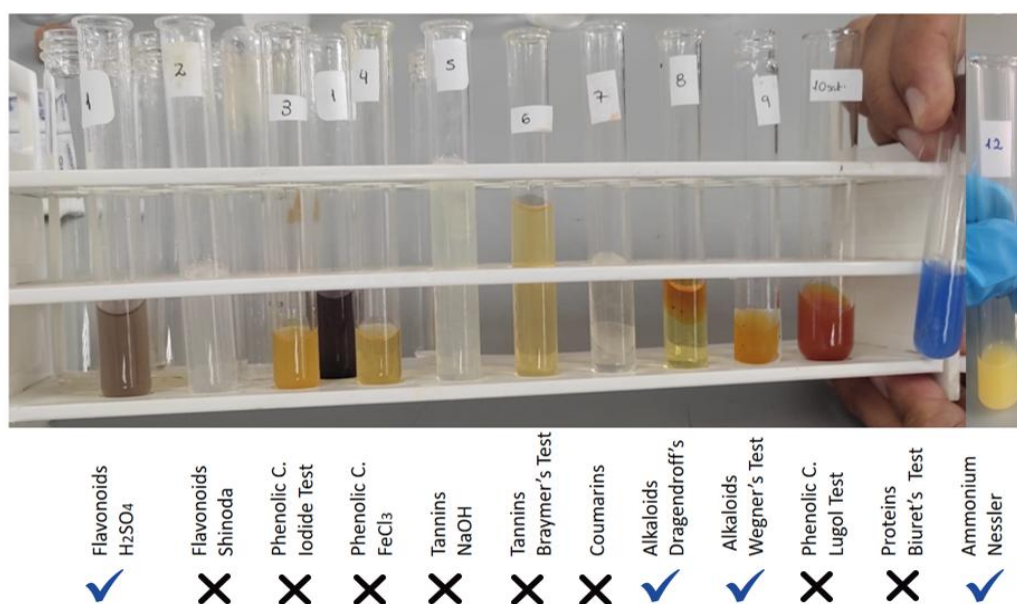 1
2
3
1
4
5
6
7
8
9
10sat.
12
Flavonoids
H2SO4
Flavonoids
Shinoda
Phenolic C.
Iodide Test
Phenolic C.
FeCl3
Tannins
NaOH
Tannins
Braymer's Test
Coumarins
Alkaloids
Dragendroff's
Alkaloids
Wegner's Test
Phenolic C.
Lugol Test
Proteins
Biuret's Test
Ammonium
Nessler